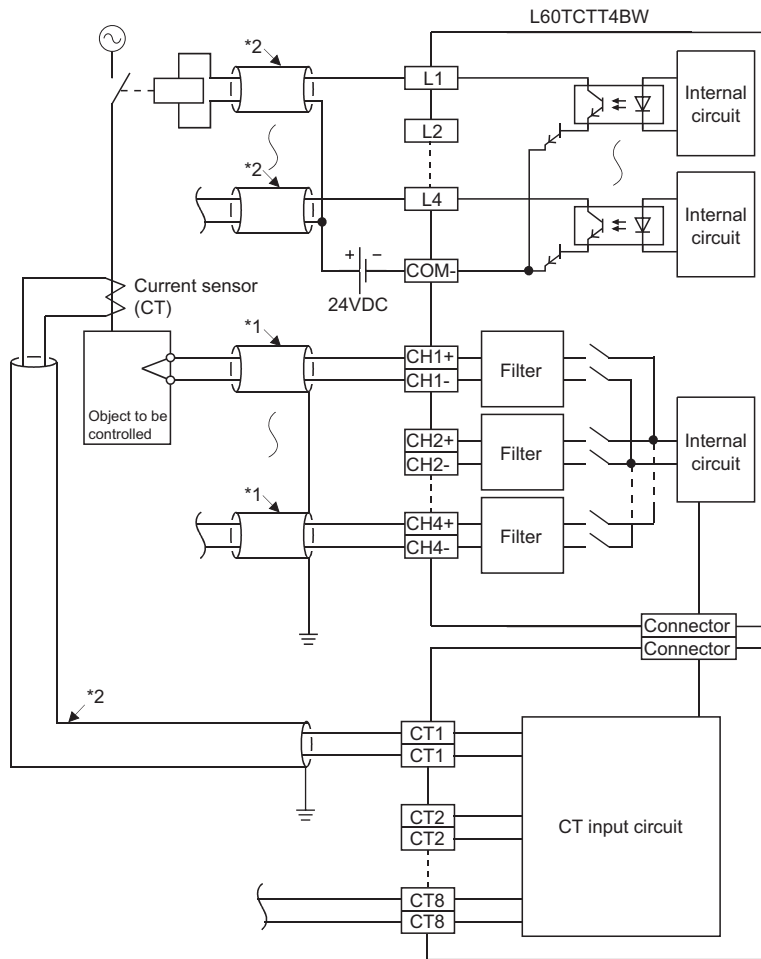 L60TCTT4BW
*2
L1
Internal
circuit
L2
*2
L4
Internal
circuit
+ −
COM-
24VDC
Current sensor
(CT)
*1
CH1+
CH1-
Filter
Object to be
controlled
CH2+
CH2-
Filter
Internal
circuit
*1
CH4+
CH4-
Filter
Connector
Connector
*2
CT1
CT1
CT2
CT2
CT input circuit
CT8
CT8